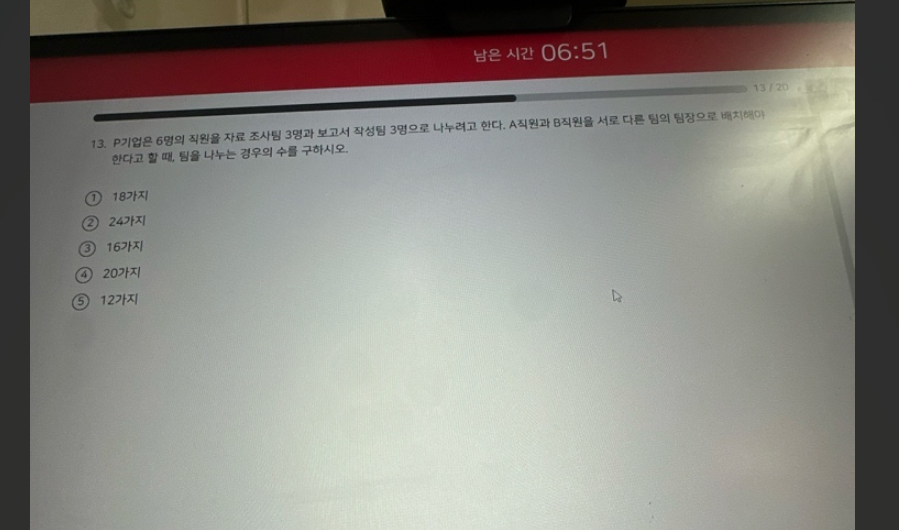 남은 시간 06:51
13 / 20
13. P기업은 6명의 직원을 자료 조사팀 3명과 보고서 작성팀 3명으로 나누려고 한다. A직원과 B직원을 서로 다른 팀의 팀장으로 배치해야
한다고 할 때, 팀을 나누는 경우의 수를 구하시오.
① 18가지
② 24가지
③ 16가지
④ 20가지
⑤ 12가지